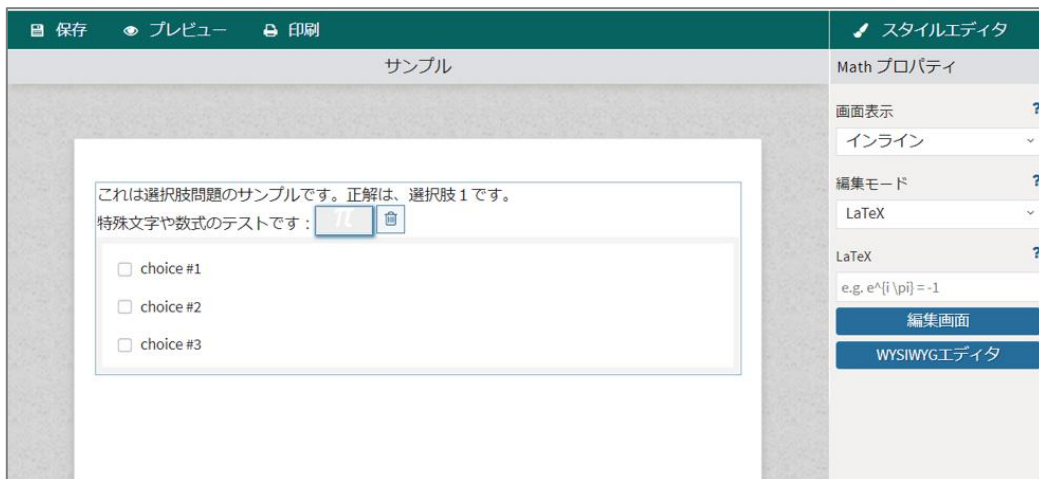 保存 プレビュー 印刷 スタイルエディタ
サンプル
Math プロパティ
画面表示 ?
インライン
編集モード ?
LaTeX
LaTeX ?
e.g. e^{i \pi} = -1
編集画面
WYSIWYGエディタ
これは選択肢問題のサンプルです。正解は、選択肢1です。
特殊文字や数式のテストです: π
choice #1
choice #2
choice #3